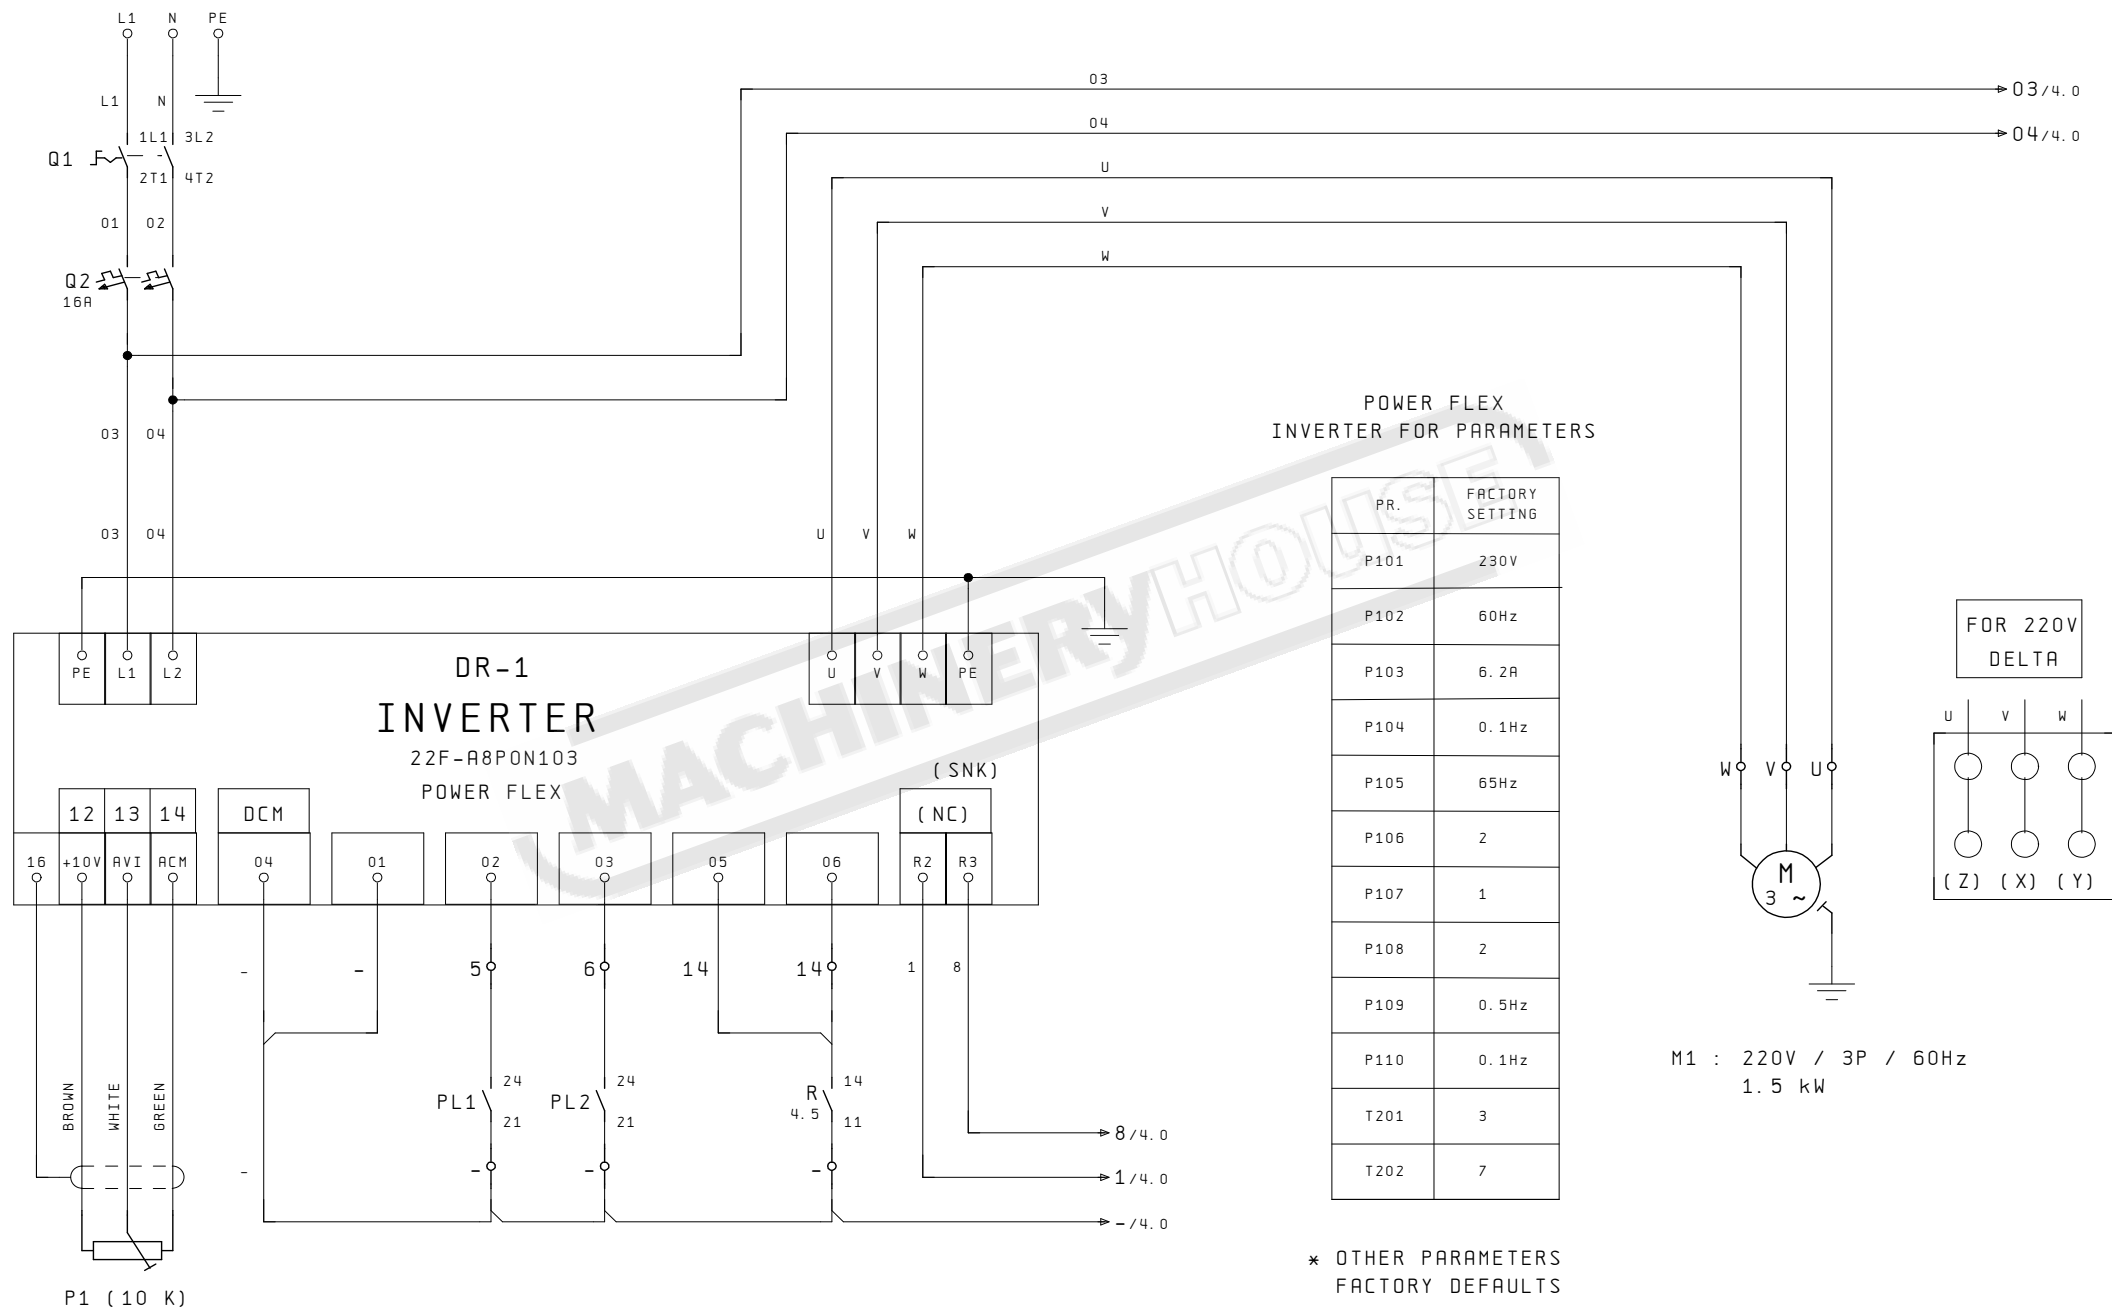 L1 N PE
L1 N
1L1 3L2
Q1
2T1 4T2
01 02
Q2
16A
03
03/4.0
04
04/4.0
U
V
W
03 04
03 04
U V W
PE L1 L2
U V W PE
DR-1
INVERTER
22F-A8P0N103
POWER FLEX
(SNK)
12 13 14
DCM
(NC)
16 +10V AVI ACM
04 01 02 03 05 06
R2 R3
- - 5 6 14 14 1 8
BROWN WHITE GREEN
24 24 14
PL1 PL2 R
4.5
21 21 11
8/4.0
- - - -
1/4.0
-/4.0
P1 (10 K)
POWER FLEX
INVERTER FOR PARAMETERS
PR. FACTORY
SETTING
P101 230V
P102 60Hz
P103 6.2A
P104 0.1Hz
P105 65Hz
P106 2
P107 1
P108 2
P109 0.5Hz
P110 0.1Hz
T201 3
T202 7
* OTHER PARAMETERS
FACTORY DEFAULTS
W V U
M
3 ~
M1 : 220V / 3P / 60Hz
1.5 kW
FOR 220V
DELTA
U V W
(Z) (X) (Y)
MACHINERYHOUSE